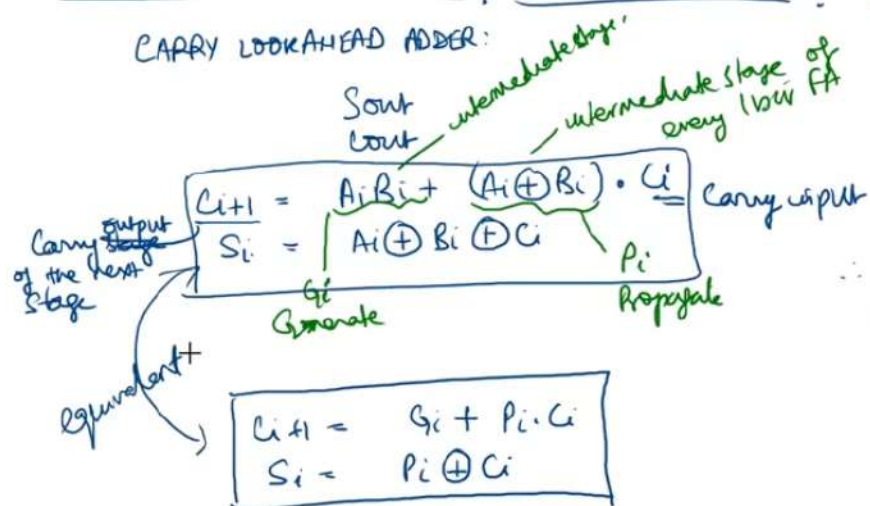 CARRY LOOKAHEAD ADDER:
Sout
Cout
intermediate stage.
intermediate stage of
every 1 bit FA
Ci+1 = AiBi + (Ai⊕Bi) · Ci
Carry input
Si = Ai ⊕ Bi ⊕ Ci
Carry output
of the next
stage
Gi
Generate
Pi
Propagate
equivalent
Ci+1 = Gi + Pi·Ci
Si = Pi ⊕ Ci